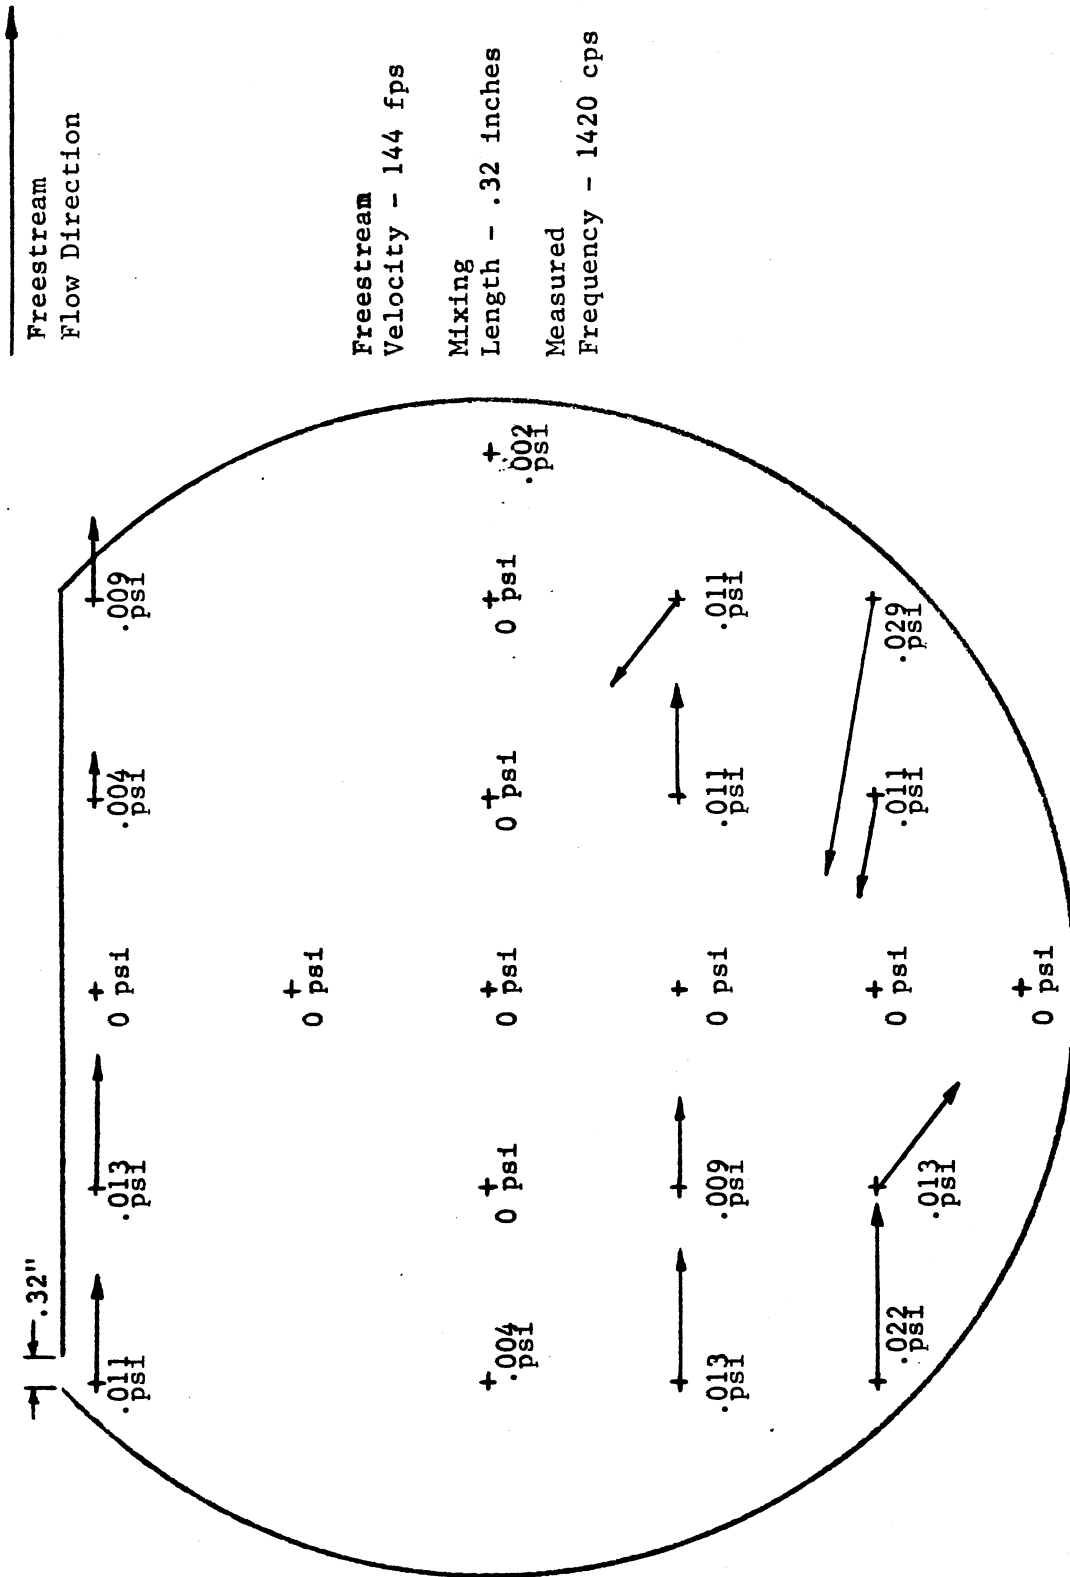 Freestream
Flow Direction
Freestream
Velocity - 144 fps
Mixing
Length - .32 inches
Measured
Frequency - 1420 cps
.32"
.011
psi
.013
psi
0 psi
.004
psi
.009
psi
0 psi
.004
psi
0 psi
0 psi
0 psi
0 psi
.002
psi
.013
psi
.009
psi
0 psi
.011
psi
.011
psi
.022
psi
.013
psi
0 psi
.011
psi
.029
psi
0 psi